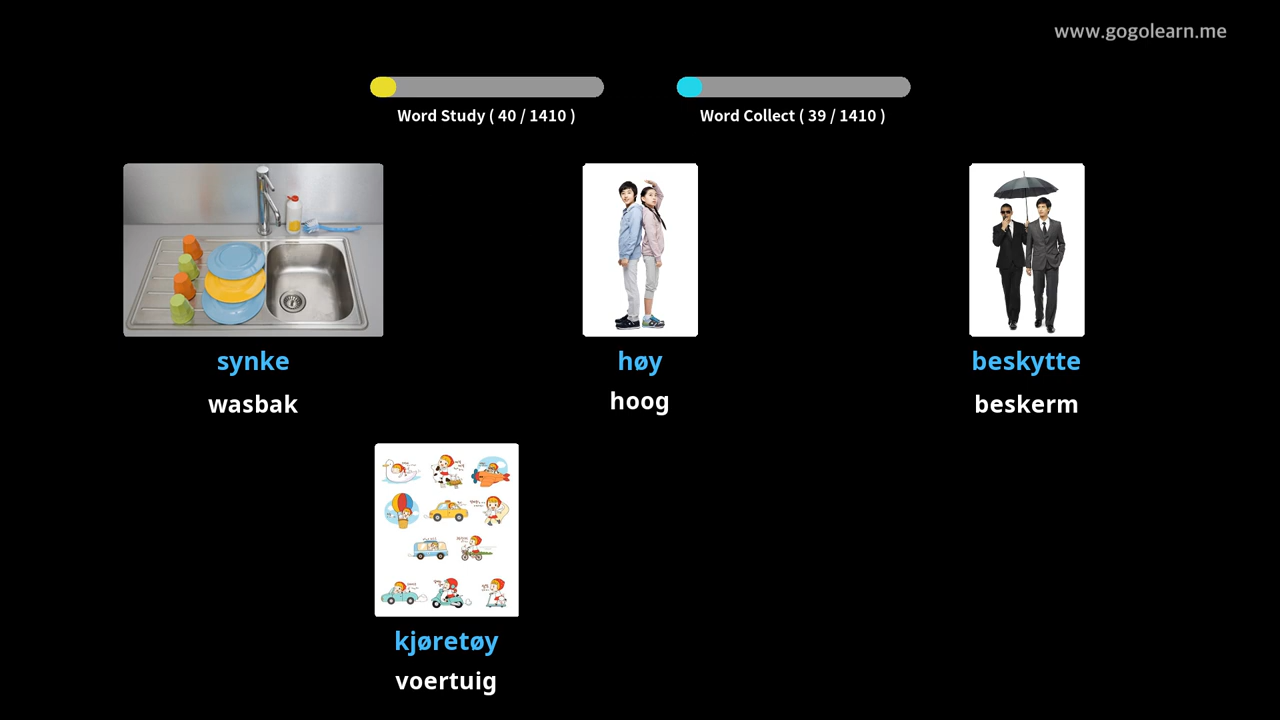 www.gogolearn.me
Word Study ( 40 / 1410 )
Word Collect ( 39 / 1410 )
synke
høy
beskytte
wasbak
hoog
beskerm
kjøretøy
voertuig